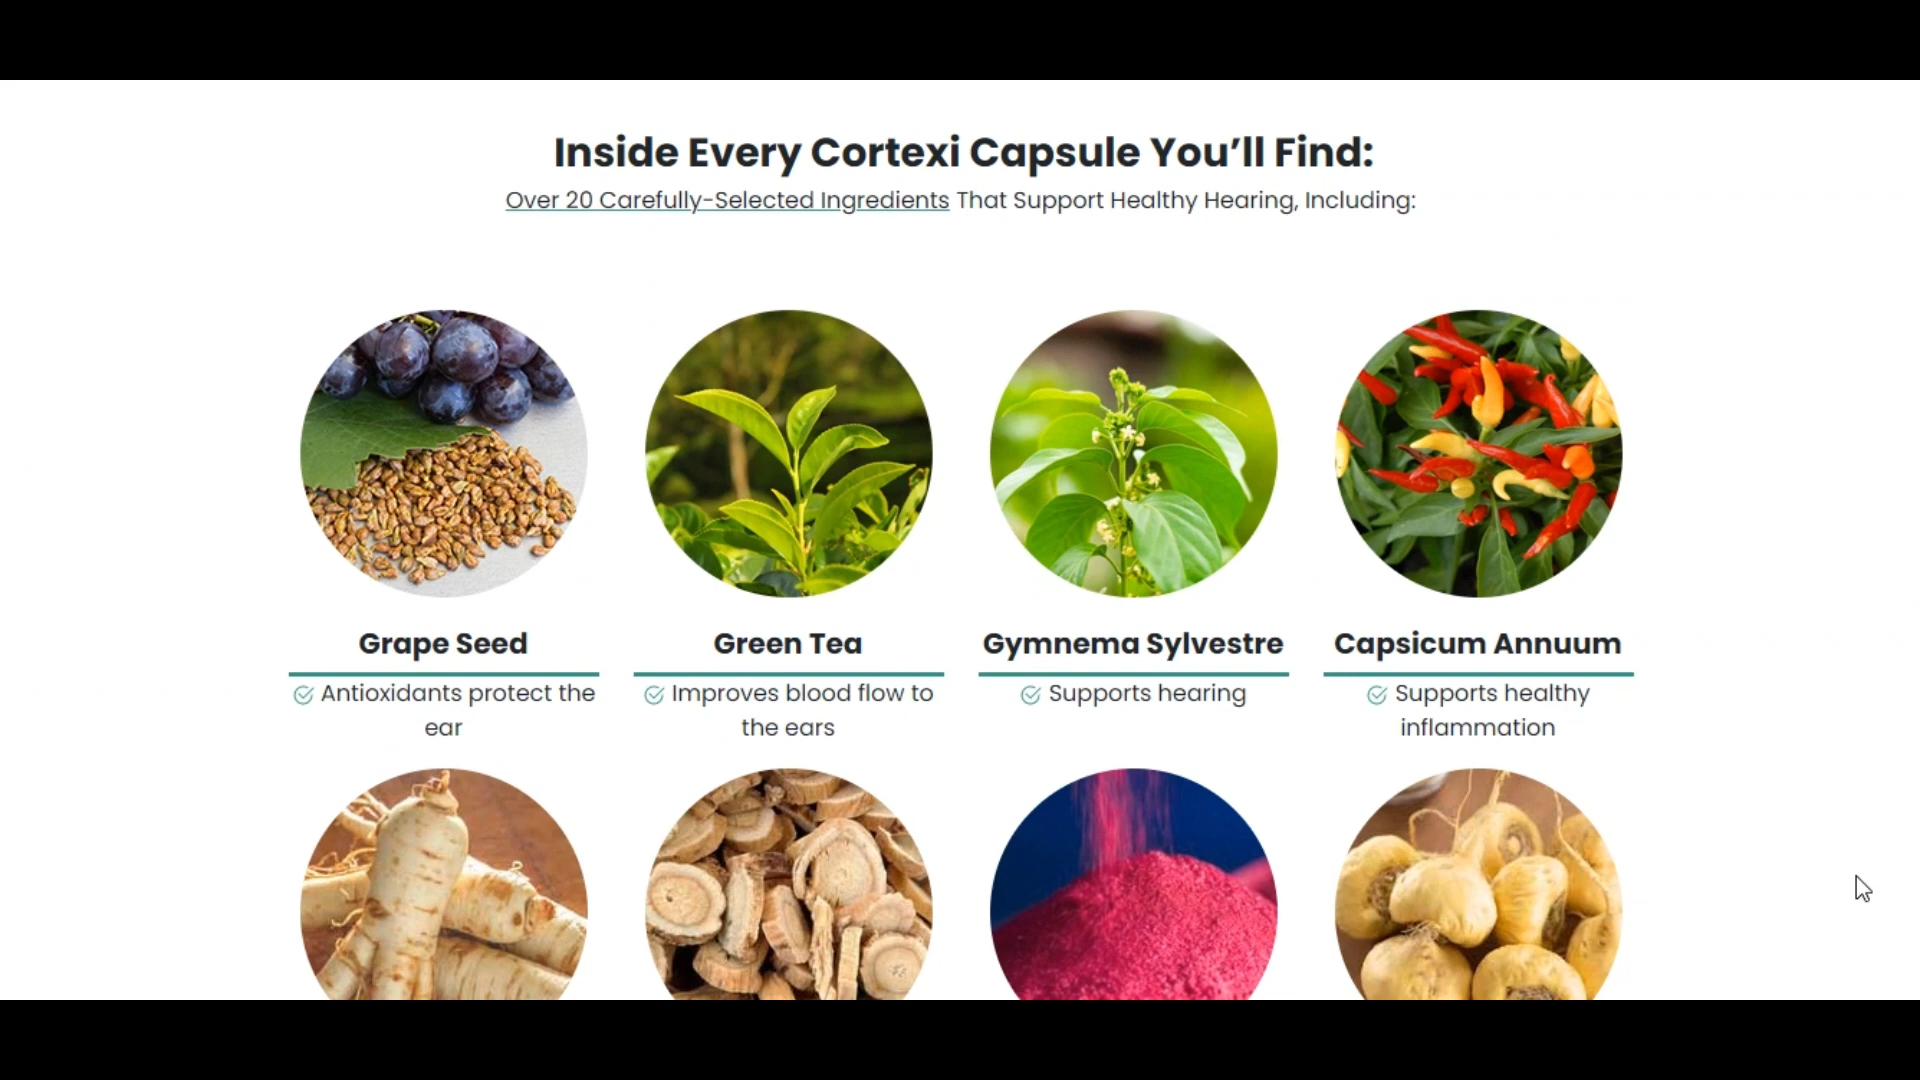 Inside Every Cortexi Capsule You’ll Find:
Over 20 Carefully-Selected Ingredients That Support Healthy Hearing, Including:
Grape Seed
Antioxidants protect the
ear
Green Tea
Improves blood flow to
the ears
Gymnema Sylvestre
Supports hearing
Capsicum Annuum
Supports healthy
inflammation